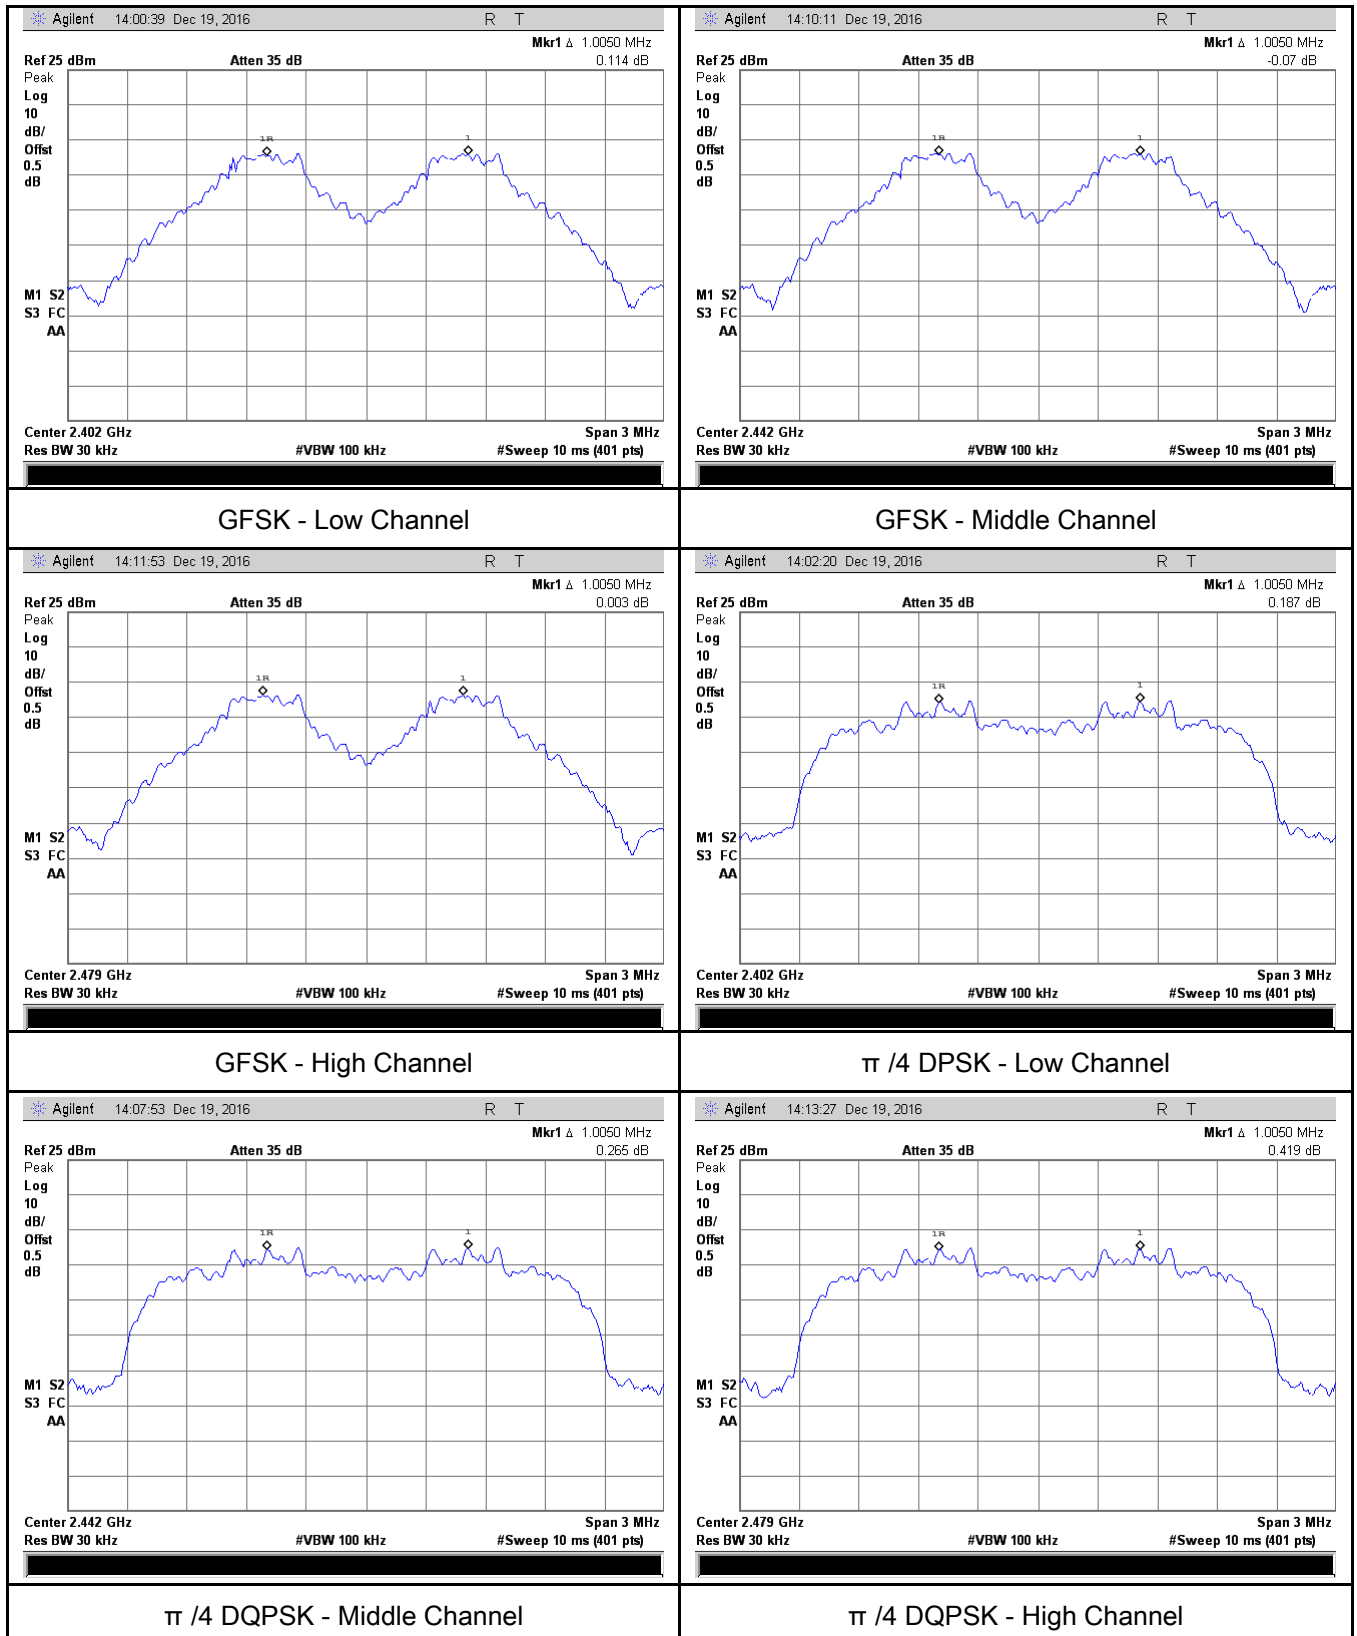 Agilent 14:00:39 Dec 19, 2016 R T
Mkr1 Δ 1.0050 MHz
Ref 25 dBm Atten 35 dB 0.114 dB
Peak
Log
10
dB/
Offst
0.5
dB
1R 1
M1 S2
S3 FC
AA
Center 2.402 GHz Span 3 MHz
Res BW 30 kHz #VBW 100 kHz #Sweep 10 ms (401 pts)
GFSK - Low Channel
Agilent 14:10:11 Dec 19, 2016 R T
Mkr1 Δ 1.0050 MHz
Ref 25 dBm Atten 35 dB -0.07 dB
Peak
Log
10
dB/
Offst
0.5
dB
1R 1
M1 S2
S3 FC
AA
Center 2.442 GHz Span 3 MHz
Res BW 30 kHz #VBW 100 kHz #Sweep 10 ms (401 pts)
GFSK - Middle Channel
Agilent 14:11:53 Dec 19, 2016 R T
Mkr1 Δ 1.0050 MHz
Ref 25 dBm Atten 35 dB 0.003 dB
Peak
Log
10
dB/
Offst
0.5
dB
1R 1
M1 S2
S3 FC
AA
Center 2.479 GHz Span 3 MHz
Res BW 30 kHz #VBW 100 kHz #Sweep 10 ms (401 pts)
GFSK - High Channel
Agilent 14:02:20 Dec 19, 2016 R T
Mkr1 Δ 1.0050 MHz
Ref 25 dBm Atten 35 dB 0.187 dB
Peak
Log
10
dB/
Offst
0.5
dB
1R 1
M1 S2
S3 FC
AA
Center 2.402 GHz Span 3 MHz
Res BW 30 kHz #VBW 100 kHz #Sweep 10 ms (401 pts)
π /4 DPSK - Low Channel
Agilent 14:07:53 Dec 19, 2016 R T
Mkr1 Δ 1.0050 MHz
Ref 25 dBm Atten 35 dB 0.265 dB
Peak
Log
10
dB/
Offst
0.5
dB
1R 1
M1 S2
S3 FC
AA
Center 2.442 GHz Span 3 MHz
Res BW 30 kHz #VBW 100 kHz #Sweep 10 ms (401 pts)
π /4 DQPSK - Middle Channel
Agilent 14:13:27 Dec 19, 2016 R T
Mkr1 Δ 1.0050 MHz
Ref 25 dBm Atten 35 dB 0.419 dB
Peak
Log
10
dB/
Offst
0.5
dB
1R 1
M1 S2
S3 FC
AA
Center 2.479 GHz Span 3 MHz
Res BW 30 kHz #VBW 100 kHz #Sweep 10 ms (401 pts)
π /4 DQPSK - High Channel